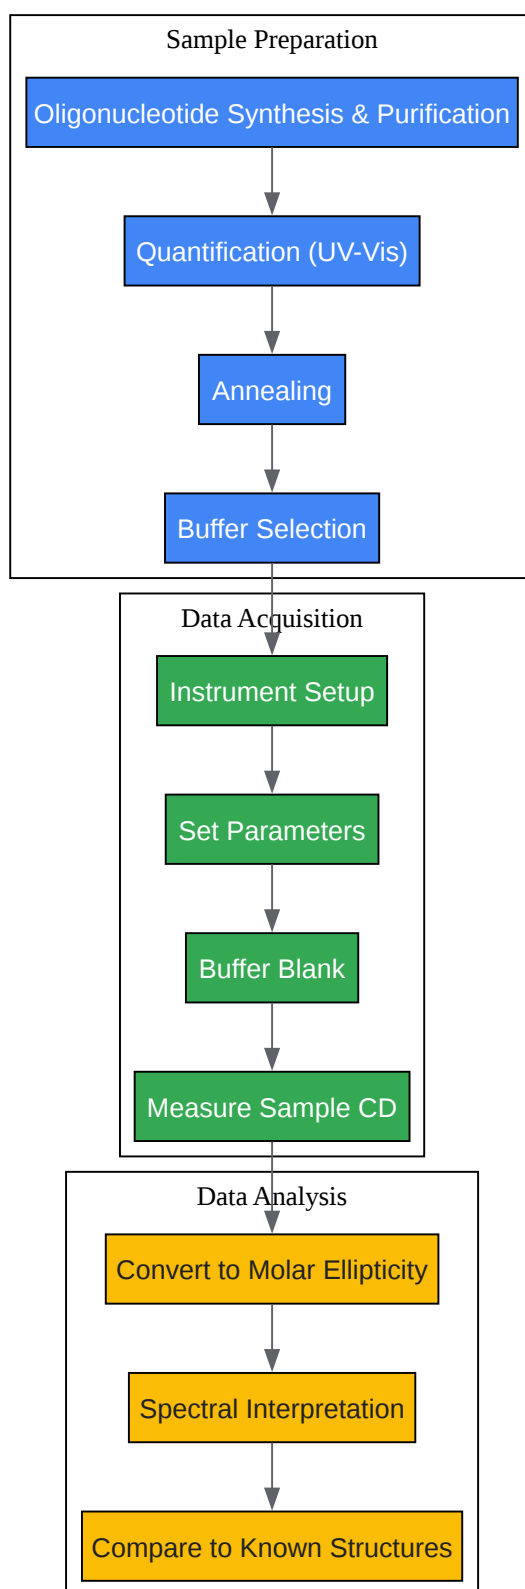 Sample Preparation
Oligonucleotide Synthesis & Purification
Quantification (UV-Vis)
Annealing
Buffer Selection
Data Acquisition
Instrument Setup
Set Parameters
Buffer Blank
Measure Sample CD
Data Analysis
Convert to Molar Ellipticity
Spectral Interpretation
Compare to Known Structures